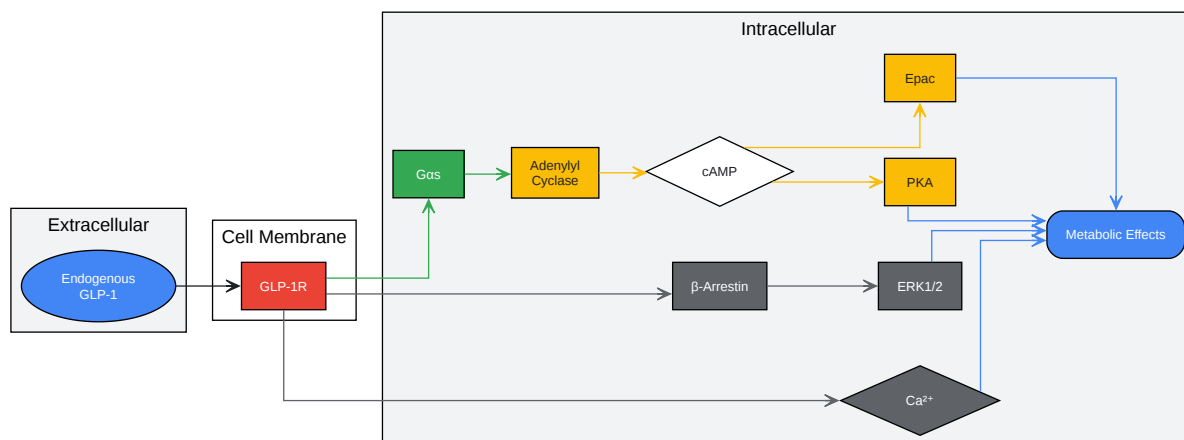 Intracellular
Epac
Gαs
Adenylyl
Cyclase
cAMP
PKA
Extracellular
Cell Membrane
Metabolic Effects
Endogenous
GLP-1
GLP-1R
β-Arrestin
ERK1/2
Ca²⁺